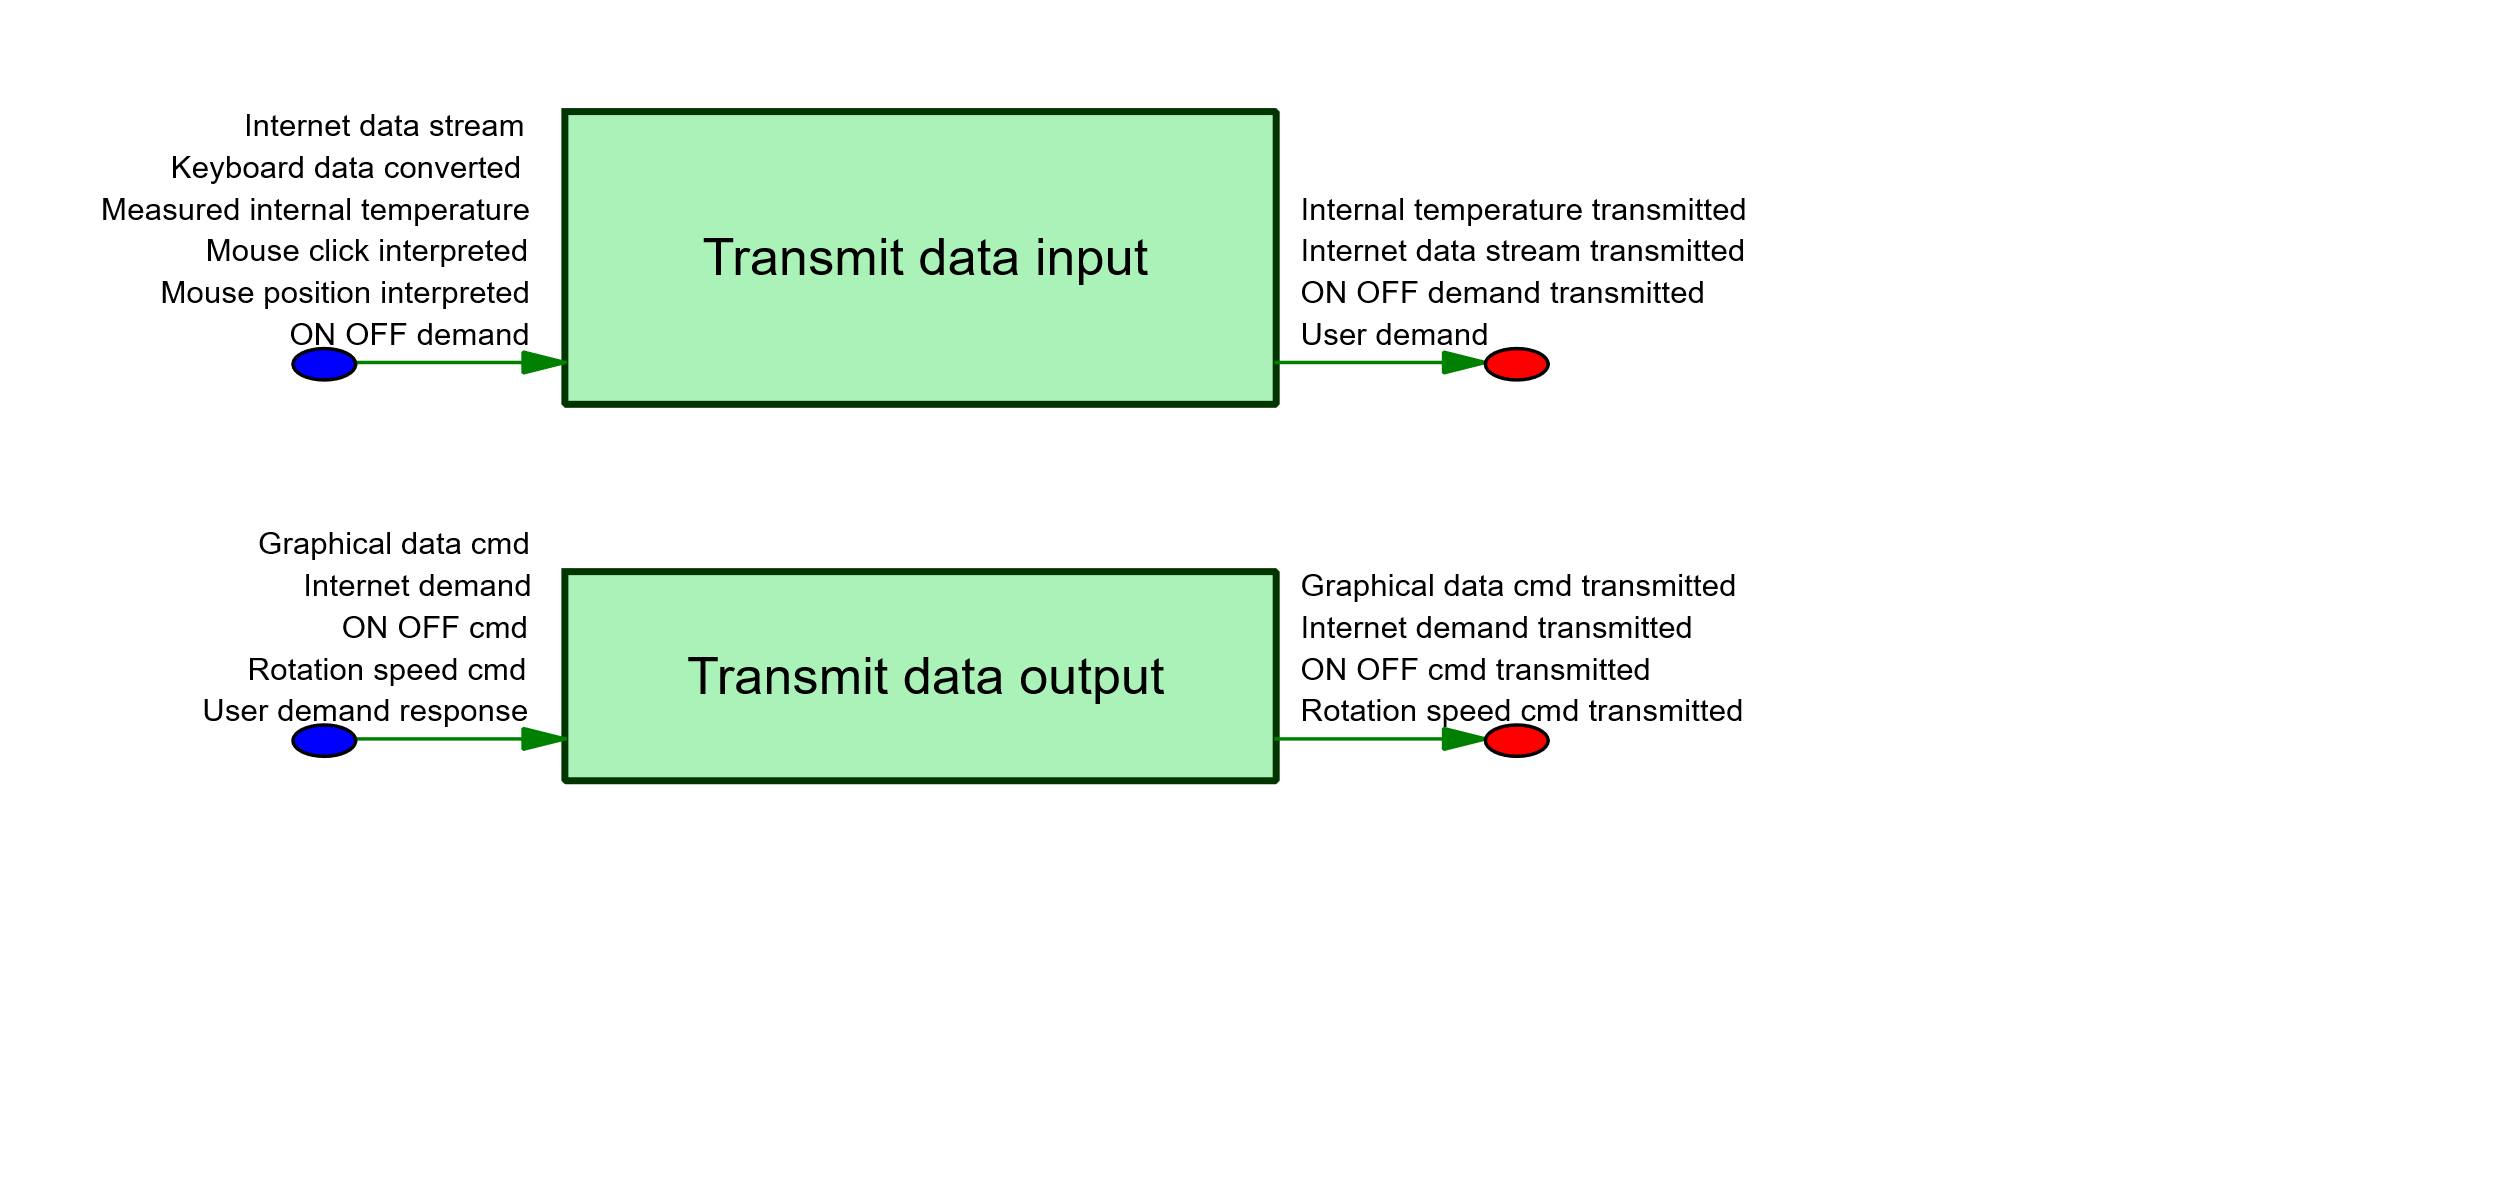 Internet data stream
Keyboard data converted
Measured internal temperature
Mouse click interpreted
Mouse position interpreted
ON OFF demand
Transmit data input
Internal temperature transmitted
Internet data stream transmitted
ON OFF demand transmitted
User demand
Graphical data cmd
Internet demand
ON OFF cmd
Rotation speed cmd
User demand response
Transmit data output
Graphical data cmd transmitted
Internet demand transmitted
ON OFF cmd transmitted
Rotation speed cmd transmitted